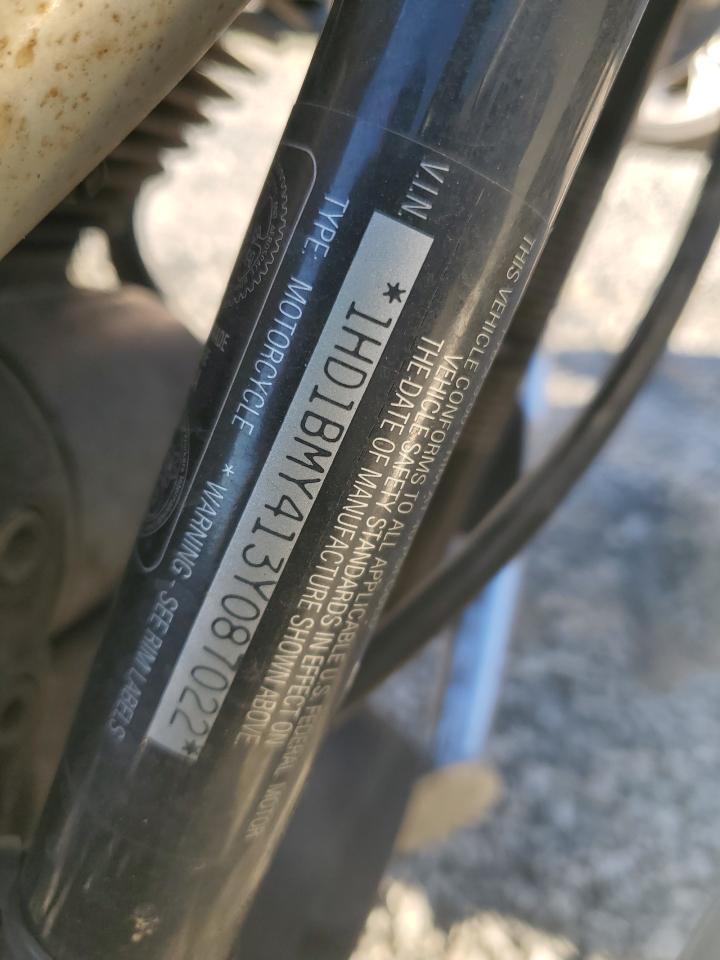 THIS VEHICLE CONFORMS TO ALL APPLICABLE U.S. FEDERAL MOTOR
VEHICLE SAFETY STANDARDS IN EFFECT ON
THE DATE OF MANUFACTURE SHOWN ABOVE
V.I.N. *1HD1BMY413Y087022*
TYPE: MOTORCYCLE * WARNING - SEE RIM LABELS